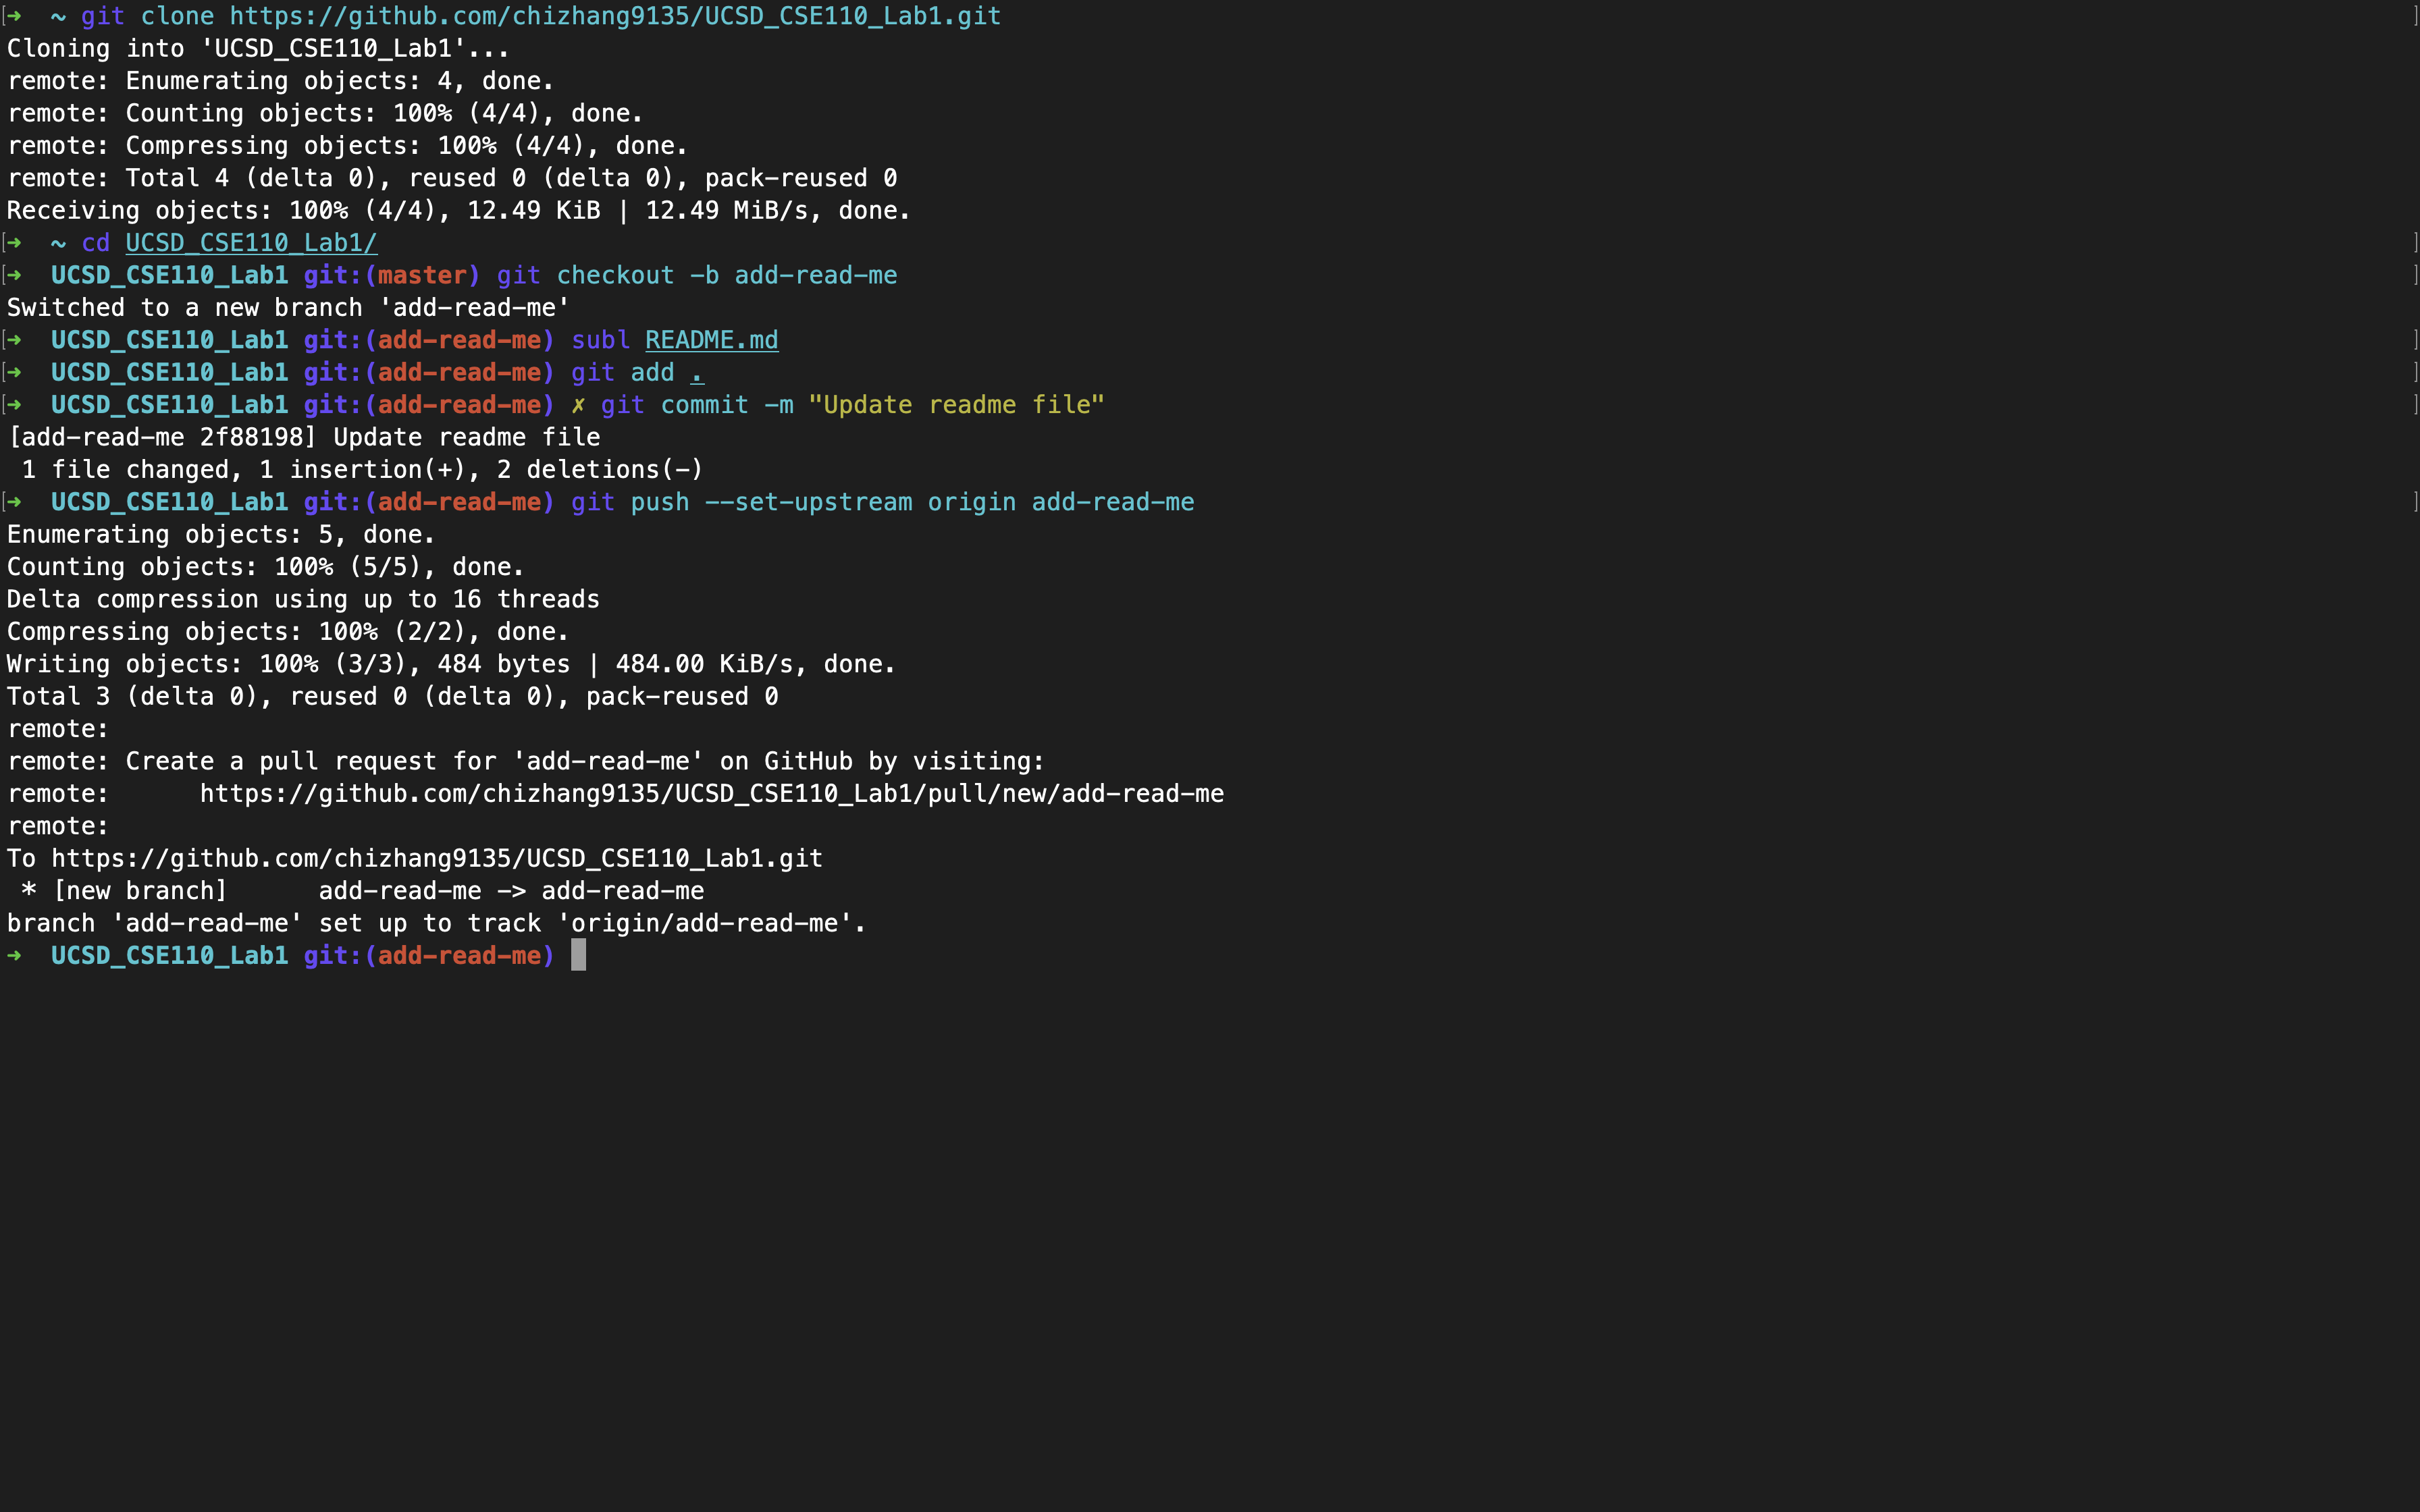 ➜  ~ git clone https://github.com/chizhang9135/UCSD_CSE110_Lab1.git
Cloning into 'UCSD_CSE110_Lab1'...
remote: Enumerating objects: 4, done.
remote: Counting objects: 100% (4/4), done.
remote: Compressing objects: 100% (4/4), done.
remote: Total 4 (delta 0), reused 0 (delta 0), pack-reused 0
Receiving objects: 100% (4/4), 12.49 KiB | 12.49 MiB/s, done.
➜  ~ cd UCSD_CSE110_Lab1/
➜  UCSD_CSE110_Lab1 git:(master) git checkout -b add-read-me
Switched to a new branch 'add-read-me'
➜  UCSD_CSE110_Lab1 git:(add-read-me) subl README.md
➜  UCSD_CSE110_Lab1 git:(add-read-me) git add .
➜  UCSD_CSE110_Lab1 git:(add-read-me) ✗ git commit -m "Update readme file"
[add-read-me 2f88198] Update readme file
 1 file changed, 1 insertion(+), 2 deletions(-)
➜  UCSD_CSE110_Lab1 git:(add-read-me) git push --set-upstream origin add-read-me
Enumerating objects: 5, done.
Counting objects: 100% (5/5), done.
Delta compression using up to 16 threads
Compressing objects: 100% (2/2), done.
Writing objects: 100% (3/3), 484 bytes | 484.00 KiB/s, done.
Total 3 (delta 0), reused 0 (delta 0), pack-reused 0
remote:
remote: Create a pull request for 'add-read-me' on GitHub by visiting:
remote:      https://github.com/chizhang9135/UCSD_CSE110_Lab1/pull/new/add-read-me
remote:
To https://github.com/chizhang9135/UCSD_CSE110_Lab1.git
 * [new branch]      add-read-me -> add-read-me
branch 'add-read-me' set up to track 'origin/add-read-me'.
➜  UCSD_CSE110_Lab1 git:(add-read-me)